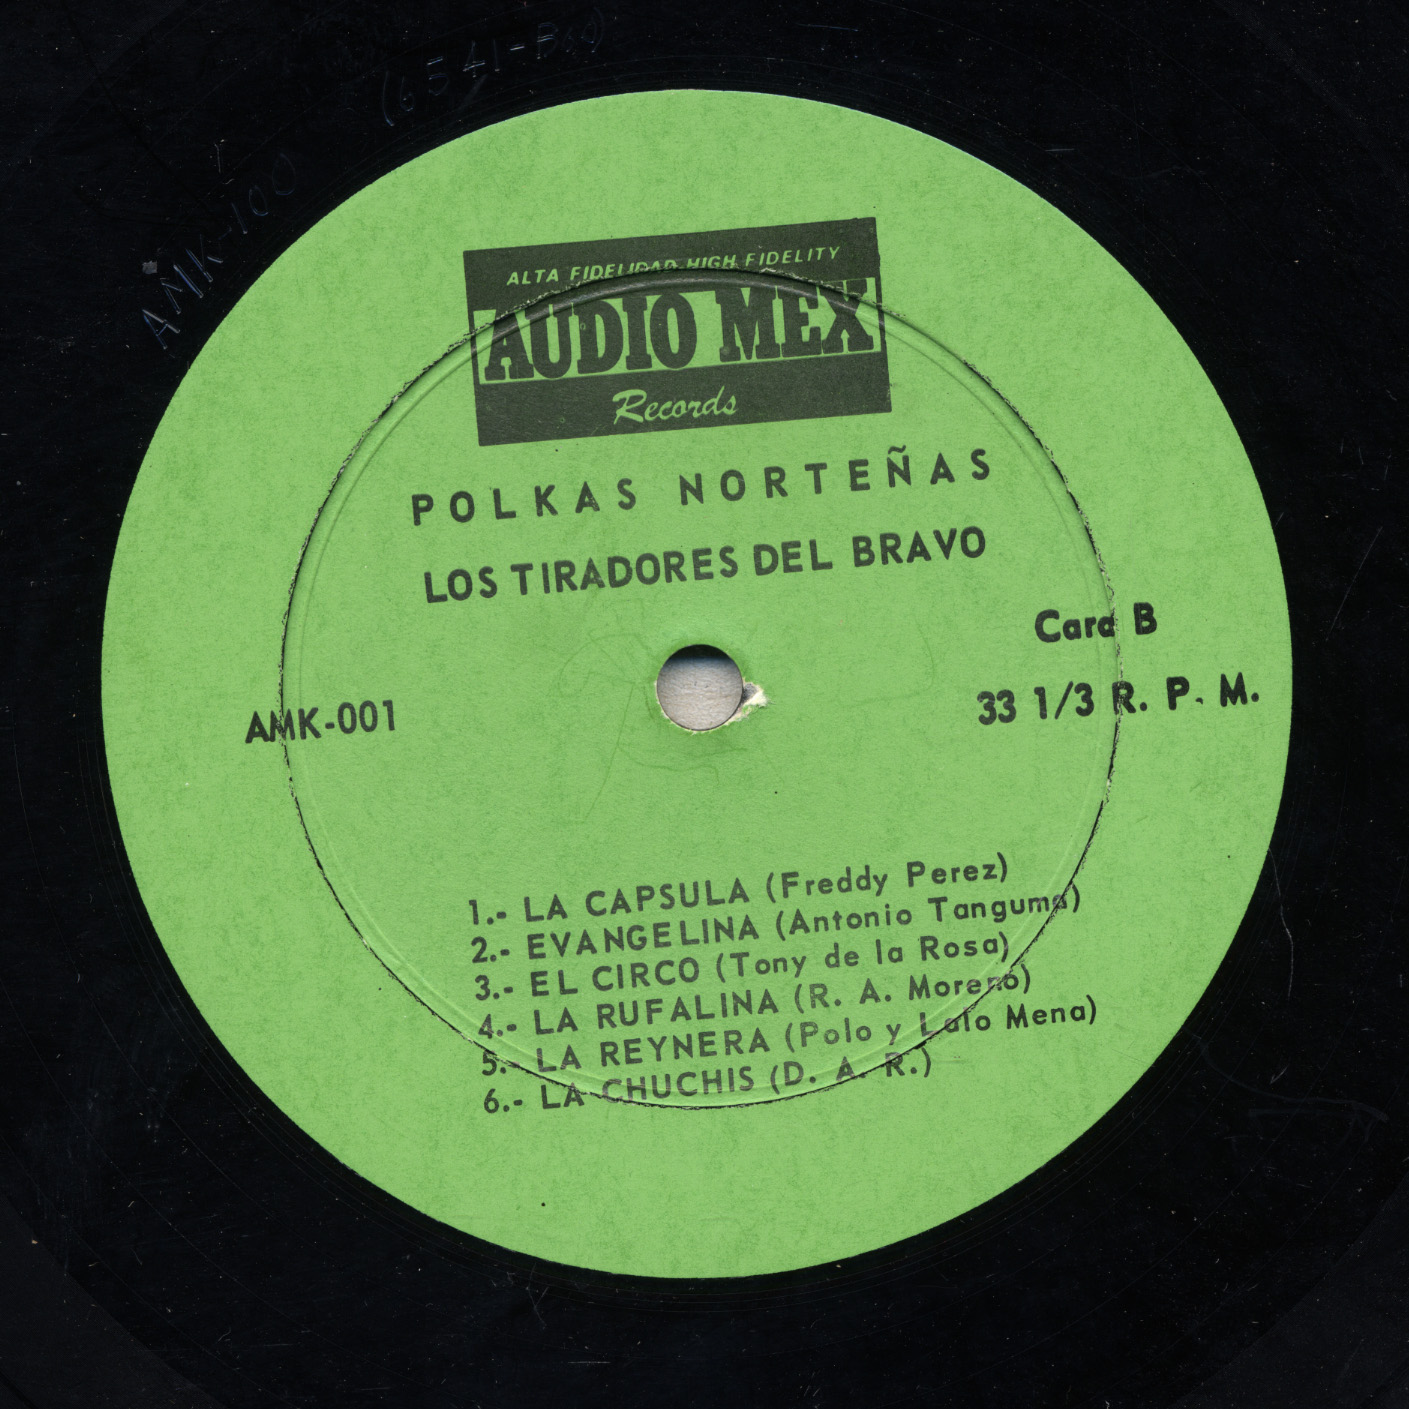 AMK-100
ALTA FIDELIDAD HIGH FIDELITY
AUDIO MEX
Records
POLKAS NORTEÑAS
LOS TIRADORES DEL BRAVO
Cara B
AMK-001
33 1/3 R. P. M.
1.- LA CAPSULA (Freddy Perez)
2.- EVANGELINA (Antonio Tanguma)
3.- EL CIRCO (Tony de la Rosa)
4.- LA RUFALINA (R. A. Moreno)
5.- LA REYNERA (Polo y Lalo Mena)
6.- LA CHUCHIS (D. A. R.)